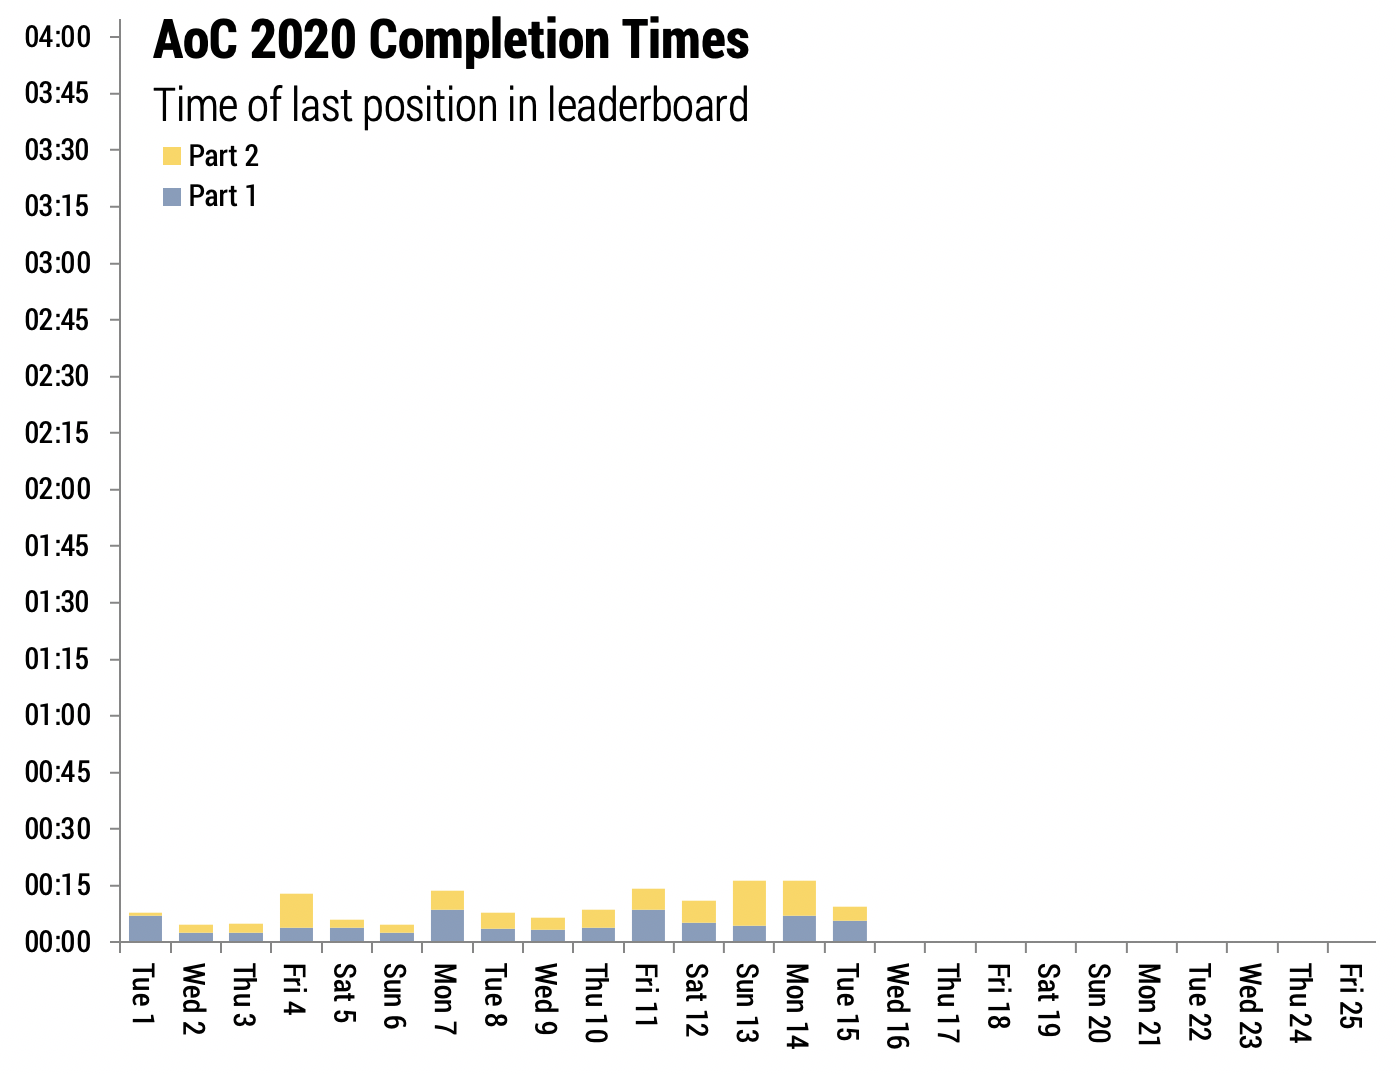 AoC 2020 Completion Times
Time of last position in leaderboard
Part 2
Part 1
04:00
03:45
03:30
03:15
03:00
02:45
02:30
02:15
02:00
01:45
01:30
01:15
01:00
00:45
00:30
00:15
00:00
Tue 1
Wed 2
Thu 3
Fri 4
Sat 5
Sun 6
Mon 7
Tue 8
Wed 9
Thu 10
Fri 11
Sat 12
Sun 13
Mon 14
Tue 15
Wed 16
Thu 17
Fri 18
Sat 19
Sun 20
Mon 21
Tue 22
Wed 23
Thu 24
Fri 25